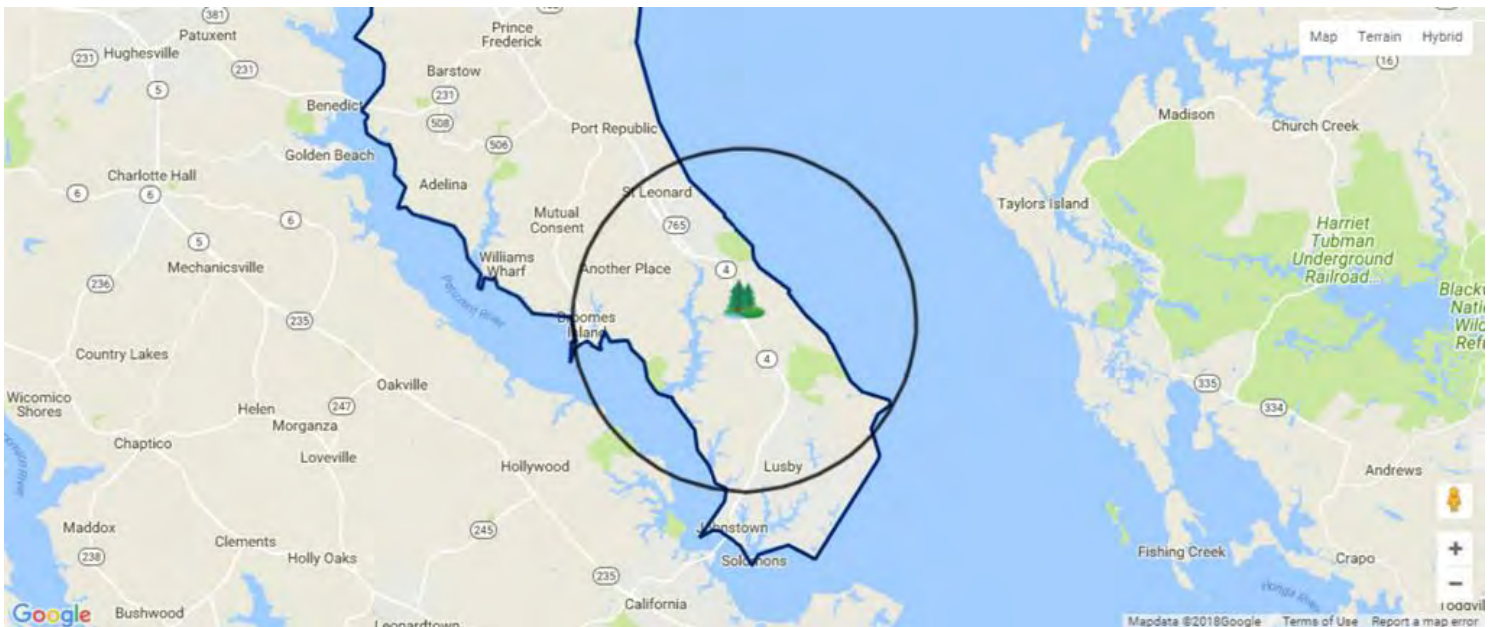 381
Patuxent
Prince
Frederick
Map Terrain Hybrid
231
Hughesville
231
16
Barstow
5
231
Benedict
508
Madison
Church Creek
Port Republic
506
Golden Beach
Charlotte Hall
Adelina
6
6
St Leonard
Taylors Island
6
Mutual
Consent
765
Harriet
Tubman
Underground
Railroad...
5
Mechanicsville
Williams
Wharf
Another Place
4
236
Patuxent River
235
Broomes
Island
Country Lakes
4
Oakville
335
Wicomico
Shores
Helen
247
334
Morganza
Chaptico
Loveville
Hollywood
Lusby
Andrews
Maddox
245
Johnstown
238
Clements
Holly Oaks
Solomons
Fishing Creek
Crapo
235
+
−
California
Honga River
Google
Bushwood
Leonardtown
Mapdata ©2018Google Terms of Use Report a map error